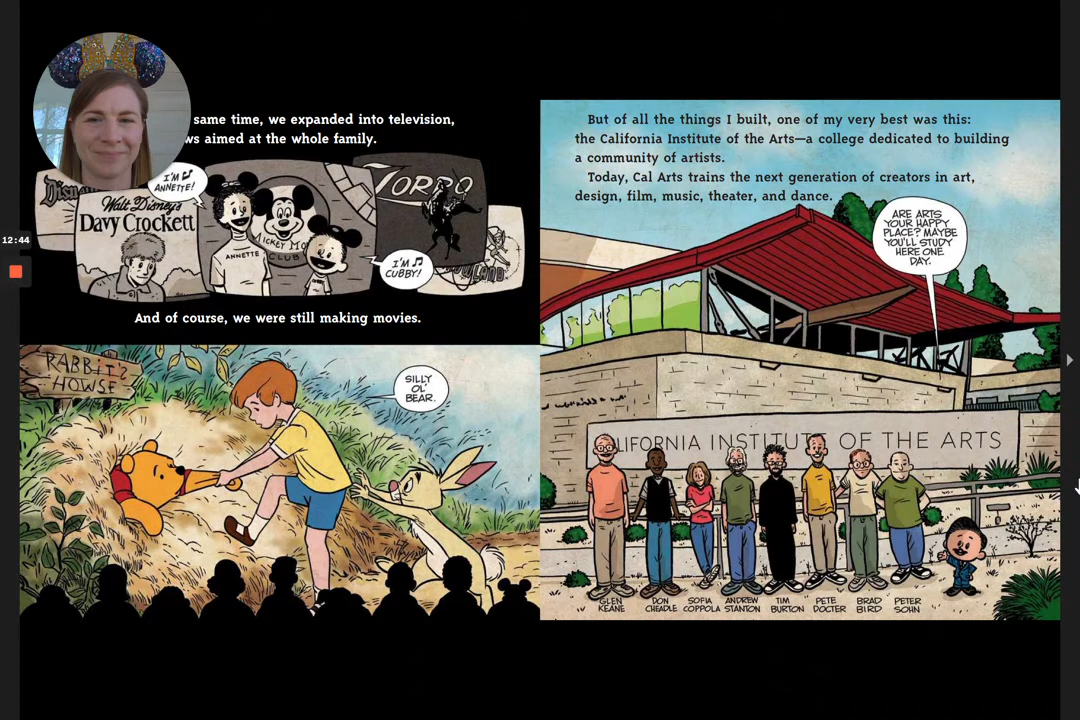 same time, we expanded into television,
ws aimed at the whole family.
I'M
ANNETTE!
Walt Disney's
Davy Crockett
ZORRO
MICKEY MO
CLUB
ANNETTE
I'M
CUBBY!
And of course, we were still making movies.
12:44
RABBIT'S
HOWSE
SILLY
OL'
BEAR.
But of all the things I built, one of my very best was this:
the California Institute of the Arts—a college dedicated to building
a community of artists.
Today, Cal Arts trains the next generation of creators in art,
design, film, music, theater, and dance.
ARE ARTS
YOUR HAPPY
PLACE? MAYBE
YOU'LL STUDY
HERE ONE
DAY.
LIFORNIA INSTITUTE OF THE ARTS
GLEN
KEANE
DON
CHEADLE
SOFIA
COPPOLA
ANDREW
STANTON
TIM
BURTON
PETE
DOCTER
BRAD
BIRD
PETER
SOHN